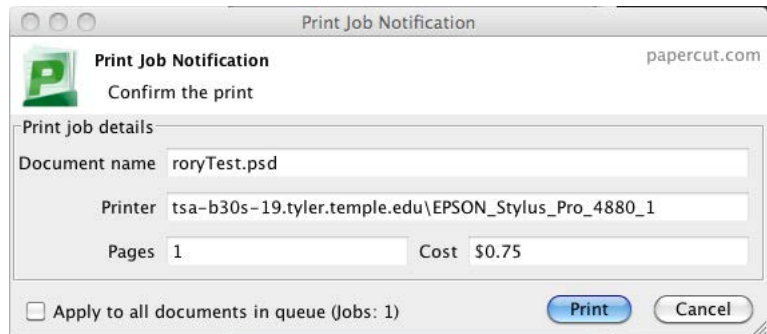 Print Job Notification
papercut.com
Print Job Notification
Confirm the print
Print job details
Document name roryTest.psd
Printer tsa-b30s-19.tyler.temple.edu\EPSON_Stylus_Pro_4880_1
Pages 1 Cost $0.75
Apply to all documents in queue (Jobs: 1) Print Cancel